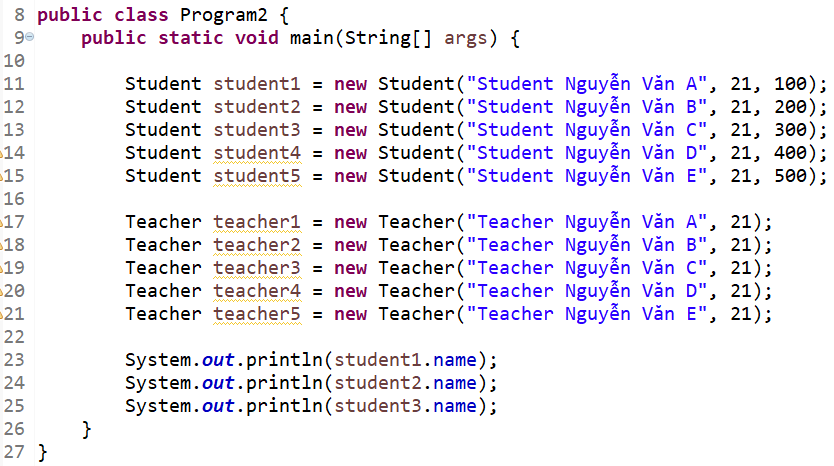 8 public class Program2 {
9 public static void main(String[] args) {
10
11 Student student1 = new Student("Student Nguyễn Văn A", 21, 100);
12 Student student2 = new Student("Student Nguyễn Văn B", 21, 200);
13 Student student3 = new Student("Student Nguyễn Văn C", 21, 300);
14 Student student4 = new Student("Student Nguyễn Văn D", 21, 400);
15 Student student5 = new Student("Student Nguyễn Văn E", 21, 500);
16
17 Teacher teacher1 = new Teacher("Teacher Nguyễn Văn A", 21);
18 Teacher teacher2 = new Teacher("Teacher Nguyễn Văn B", 21);
19 Teacher teacher3 = new Teacher("Teacher Nguyễn Văn C", 21);
20 Teacher teacher4 = new Teacher("Teacher Nguyễn Văn D", 21);
21 Teacher teacher5 = new Teacher("Teacher Nguyễn Văn E", 21);
22
23 System.out.println(student1.name);
24 System.out.println(student2.name);
25 System.out.println(student3.name);
26 }
27 }